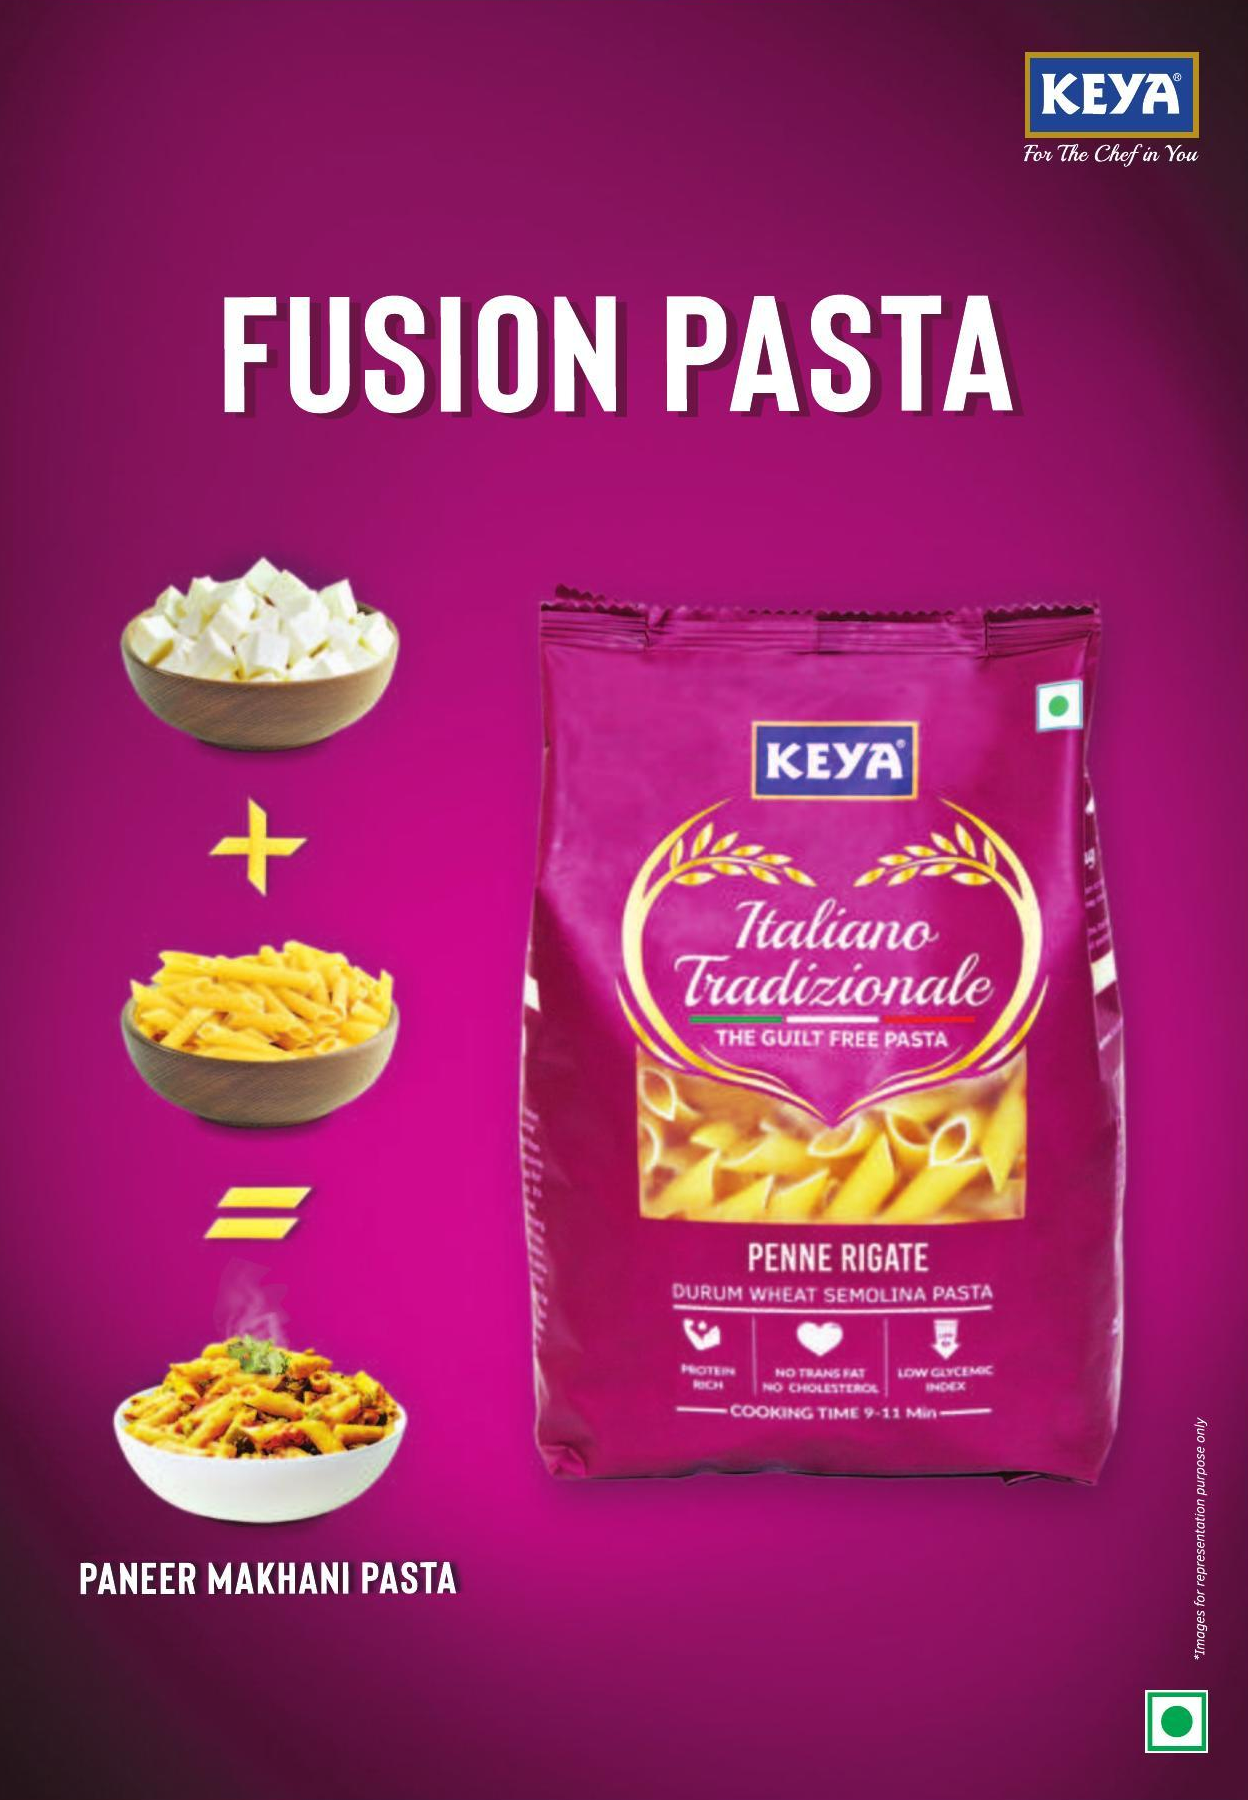 KEYA®
For The Chef in You
FUSION PASTA
KEYA®
Italiano
Tradizionale
THE GUILT FREE PASTA
PENNE RIGATE
DURUM WHEAT SEMOLINA PASTA
PROTEIN
RICH
NO TRANS FAT
NO CHOLESTEROL
LOW GLYCEMIC
INDEX
COOKING TIME 9-11 Min
PANEER MAKHANI PASTA
*Images for representation purpose only